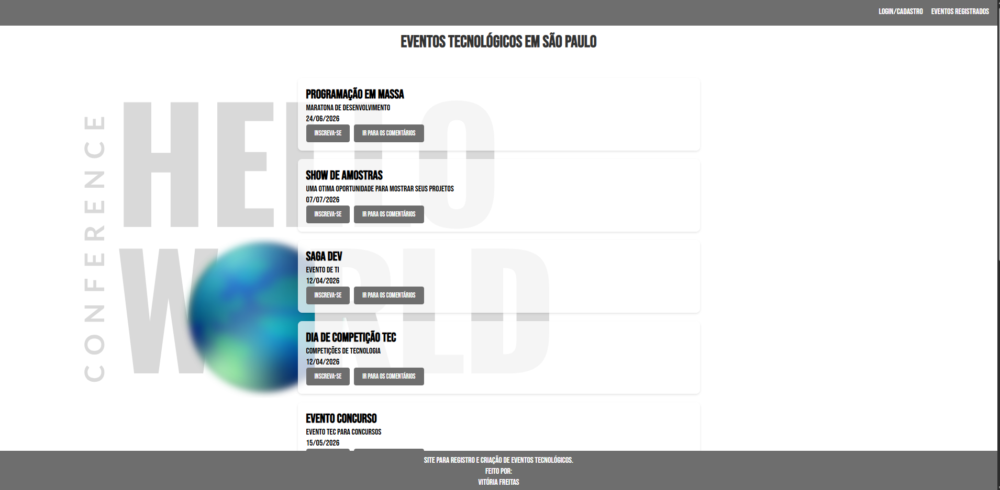 LOGIN/CADASTRO EVENTOS REGISTRADOS
EVENTOS TECNOLÓGICOS EM SÃO PAULO
CONFERENCE
HELLO
WORLD
PROGRAMAÇÃO EM MASSA
MARATONA DE DESENVOLVIMENTO
24/06/2026
INSCREVA-SE IR PARA OS COMENTÁRIOS
SHOW DE AMOSTRAS
UMA OTIMA OPORTUNIDADE PARA MOSTRAR SEUS PROJETOS
07/07/2026
INSCREVA-SE IR PARA OS COMENTÁRIOS
SAGA DEV
EVENTO DE TI
12/04/2026
INSCREVA-SE IR PARA OS COMENTÁRIOS
DIA DE COMPETIÇÃO TEC
COMPETIÇÕES DE TECNOLOGIA
12/04/2026
INSCREVA-SE IR PARA OS COMENTÁRIOS
EVENTO CONCURSO
EVENTO TEC PARA CONCURSOS
15/05/2026
SITE PARA REGISTRO E CRIAÇÃO DE EVENTOS TECNOLÓGICOS.
FEITO POR:
VITÓRIA FREITAS